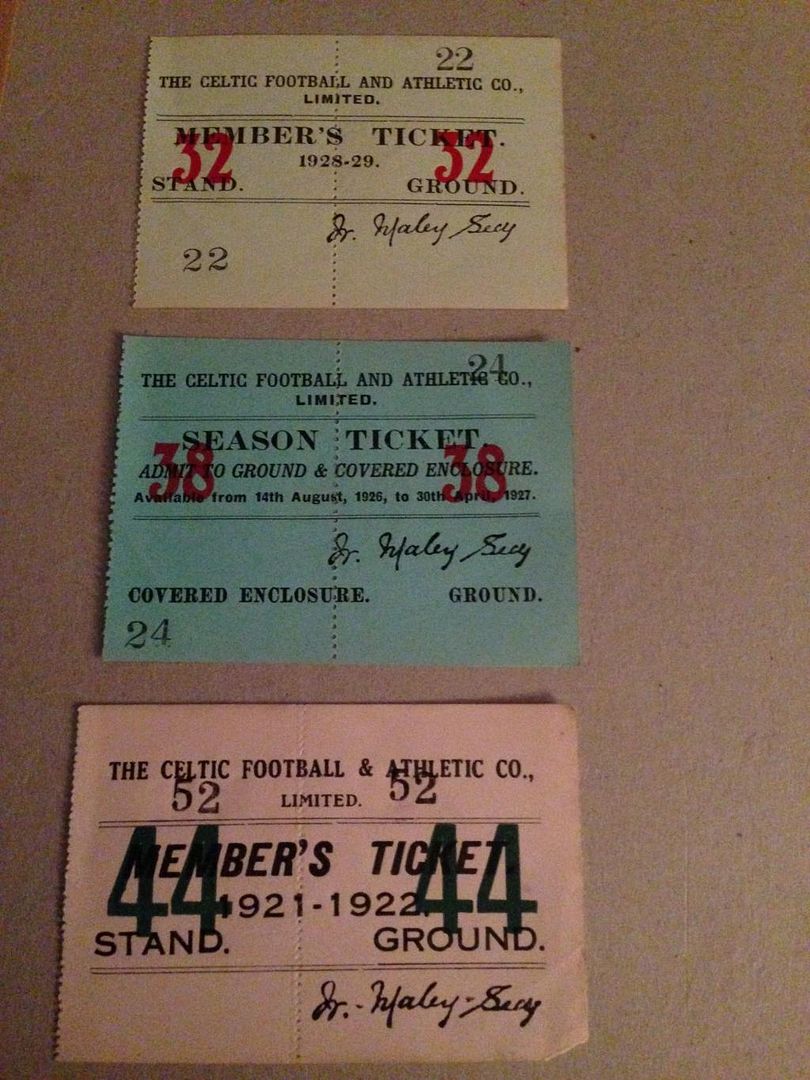 22
THE CELTIC FOOTBALL AND ATHLETIC CO.,
LIMITED.
MEMBER'S TICKET.
32 32
1928-29.
STAND. GROUND.
W. Maley Secy
22
24
THE CELTIC FOOTBALL AND ATHLETIC CO.,
LIMITED.
SEASON TICKET.
38 38
ADMIT TO GROUND & COVERED ENCLOSURE.
Available from 14th August, 1926, to 30th April, 1927.
W. Maley Secy
COVERED ENCLOSURE. GROUND.
24
THE CELTIC FOOTBALL & ATHLETIC CO.,
52 LIMITED. 52
MEMBER'S TICKET.
44 44
1921-1922.
STAND. GROUND.
W. Maley - Secy